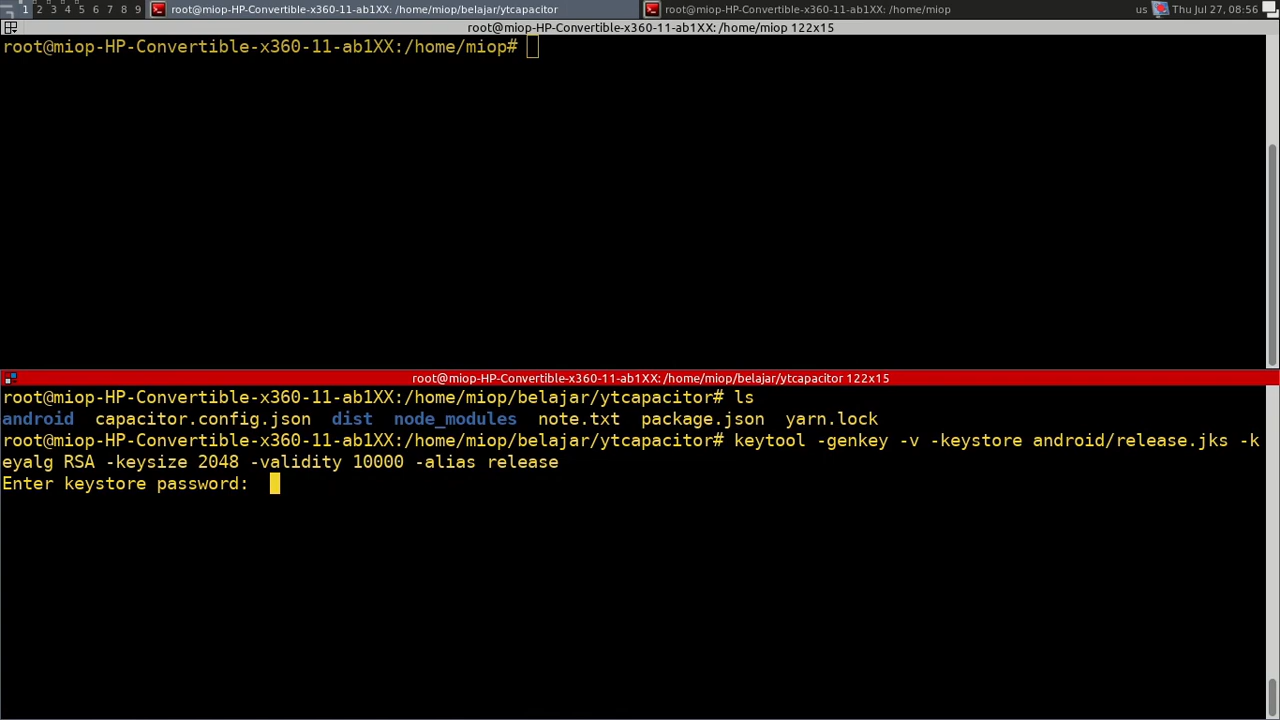 1 2 3 4 5 6 7 8 9 root@miop-HP-Convertible-x360-11-ab1XX: /home/miop/belajar/ytcapacitor root@miop-HP-Convertible-x360-11-ab1XX: /home/miop us Thu Jul 27, 08:56
root@miop-HP-Convertible-x360-11-ab1XX: /home/miop 122x15
root@miop-HP-Convertible-x360-11-ab1XX:/home/miop#
root@miop-HP-Convertible-x360-11-ab1XX: /home/miop/belajar/ytcapacitor 122x15
root@miop-HP-Convertible-x360-11-ab1XX:/home/miop/belajar/ytcapacitor# ls
android capacitor.config.json dist node_modules note.txt package.json yarn.lock
root@miop-HP-Convertible-x360-11-ab1XX:/home/miop/belajar/ytcapacitor# keytool -genkey -v -keystore android/release.jks -k
eyalg RSA -keysize 2048 -validity 10000 -alias release
Enter keystore password: